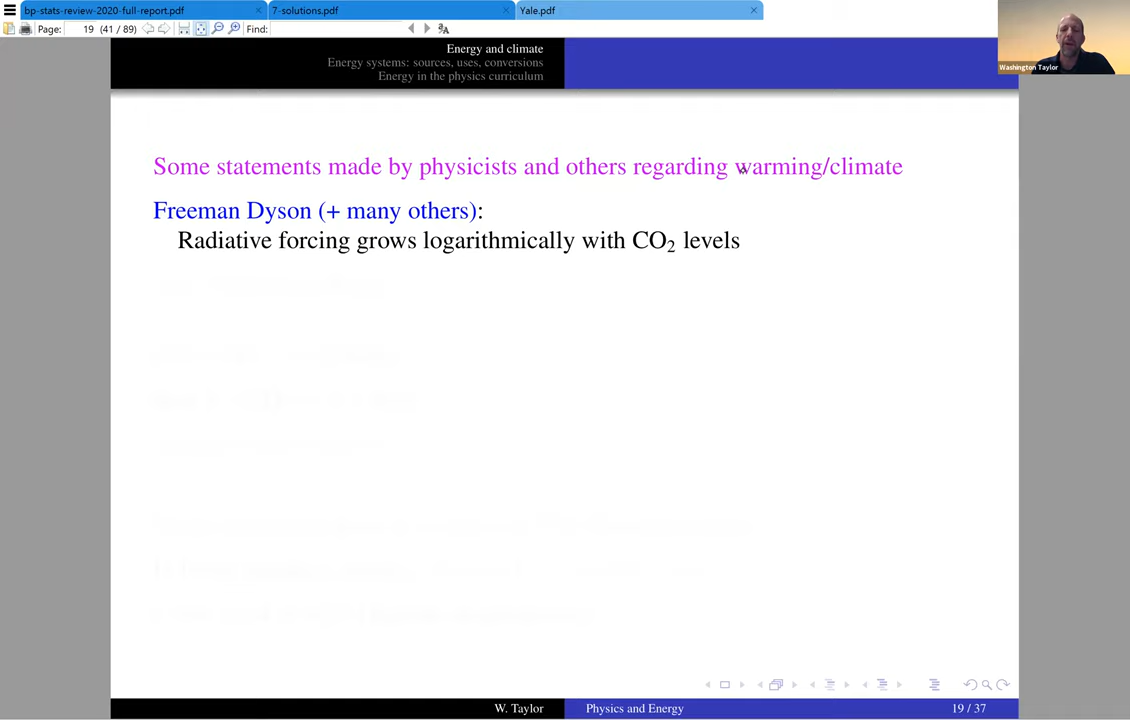 bp-stats-review-2020-full-report.pdf
7-solutions.pdf
Yale.pdf
Page: 19 (41 / 89)
Find:
Washington Taylor
Energy and climate
Energy systems: sources, uses, conversions
Energy in the physics curriculum
Some statements made by physicists and others regarding warming/climate
Freeman Dyson (+ many others):
Radiative forcing grows logarithmically with CO₂ levels
W. Taylor
Physics and Energy
19 / 37